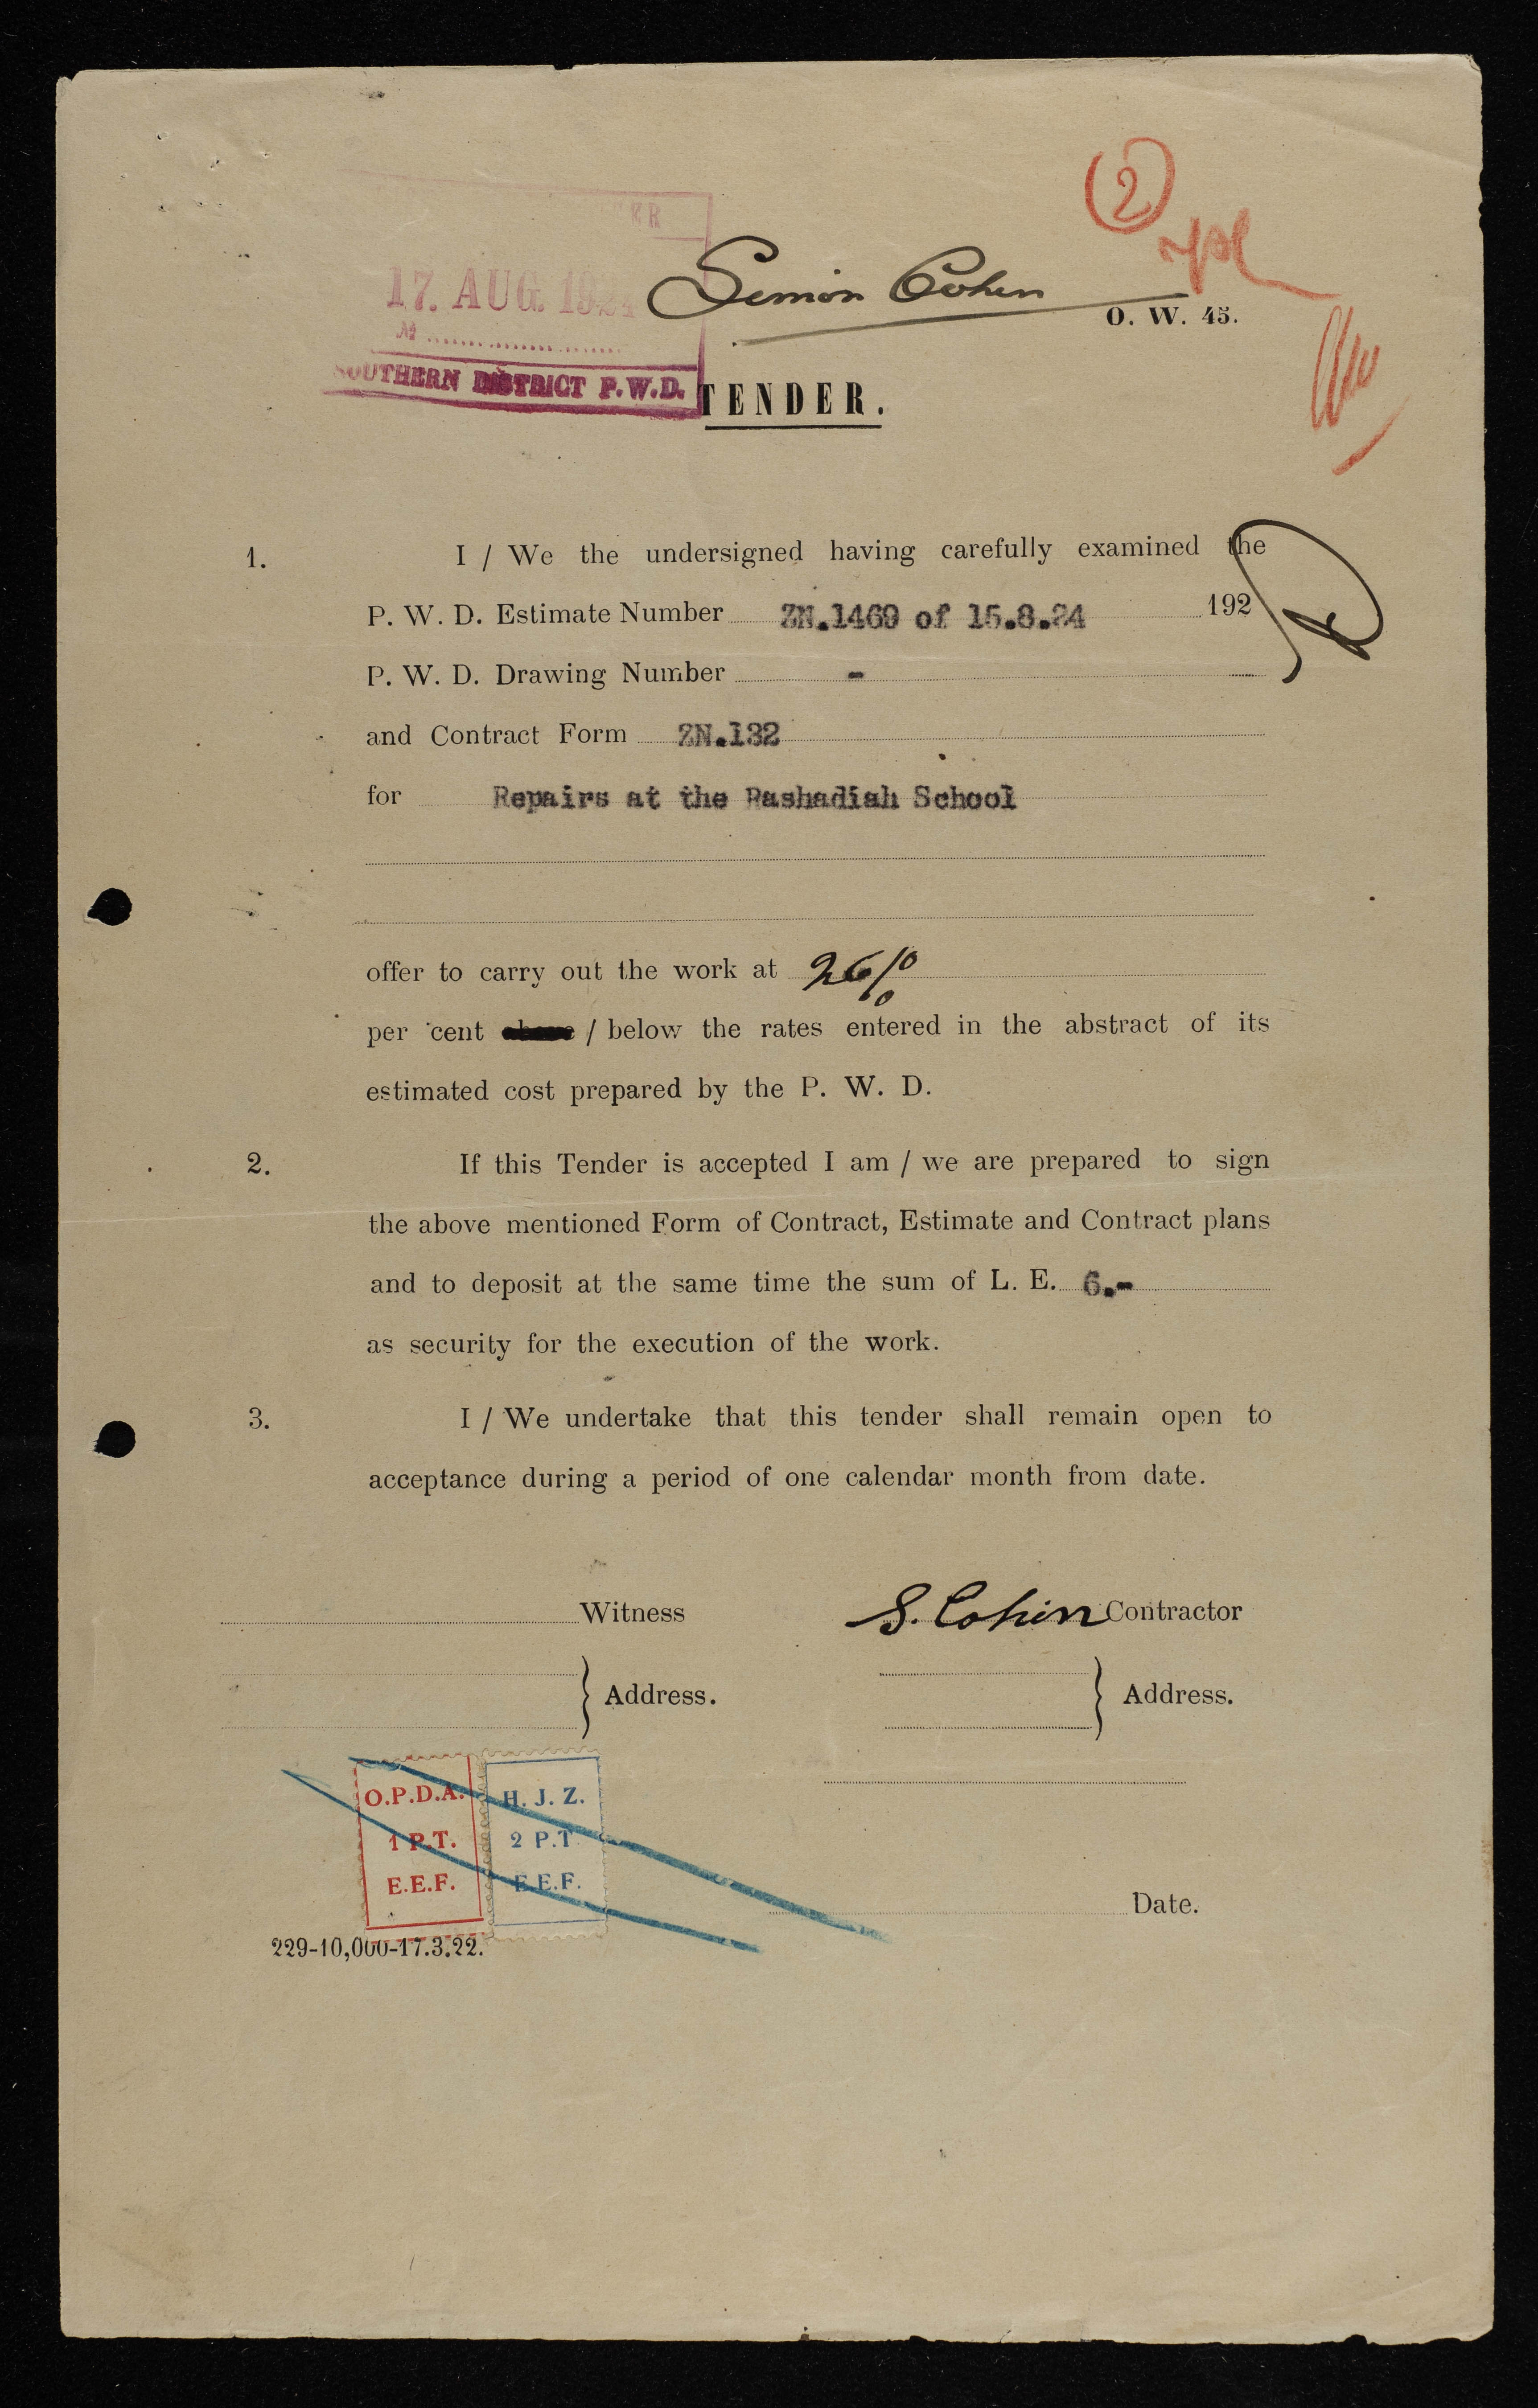 2
17. AUG. 1924
Simon Cohen
O. W. 45.
No
SOUTHERN DISTRICT P.W.D.
TENDER.
1. I / We the undersigned having carefully examined the
P. W. D. Estimate Number ZN.1469 of 15.8.24 192
P. W. D. Drawing Number -
and Contract Form ZN.132
for Repairs at the Rashadiah School
offer to carry out the work at 26%
per cent above / below the rates entered in the abstract of its
estimated cost prepared by the P. W. D.
2. If this Tender is accepted I am / we are prepared to sign
the above mentioned Form of Contract, Estimate and Contract plans
and to deposit at the same time the sum of L. E. 6.-
as security for the execution of the work.
3. I / We undertake that this tender shall remain open to
acceptance during a period of one calendar month from date.
Witness S. Cohen Contractor
Address. Address.
O.P.D.A. H. J. Z.
1 P.T. 2 P.T
E.E.F. E.E.F.
Date.
229-10,000-17.3.22.